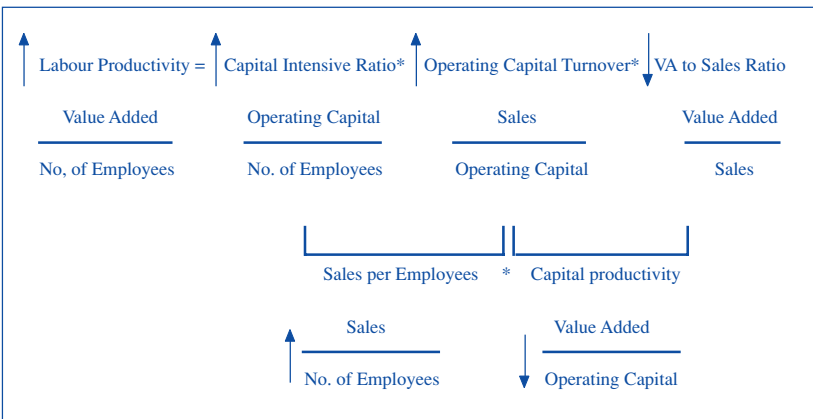 Labour Productivity = Capital Intensive Ratio* Operating Capital Turnover* VA to Sales Ratio
Value Added Operating Capital Sales Value Added
No, of Employees No. of Employees Operating Capital Sales
Sales per Employees * Capital productivity
Sales Value Added
No. of Employees Operating Capital